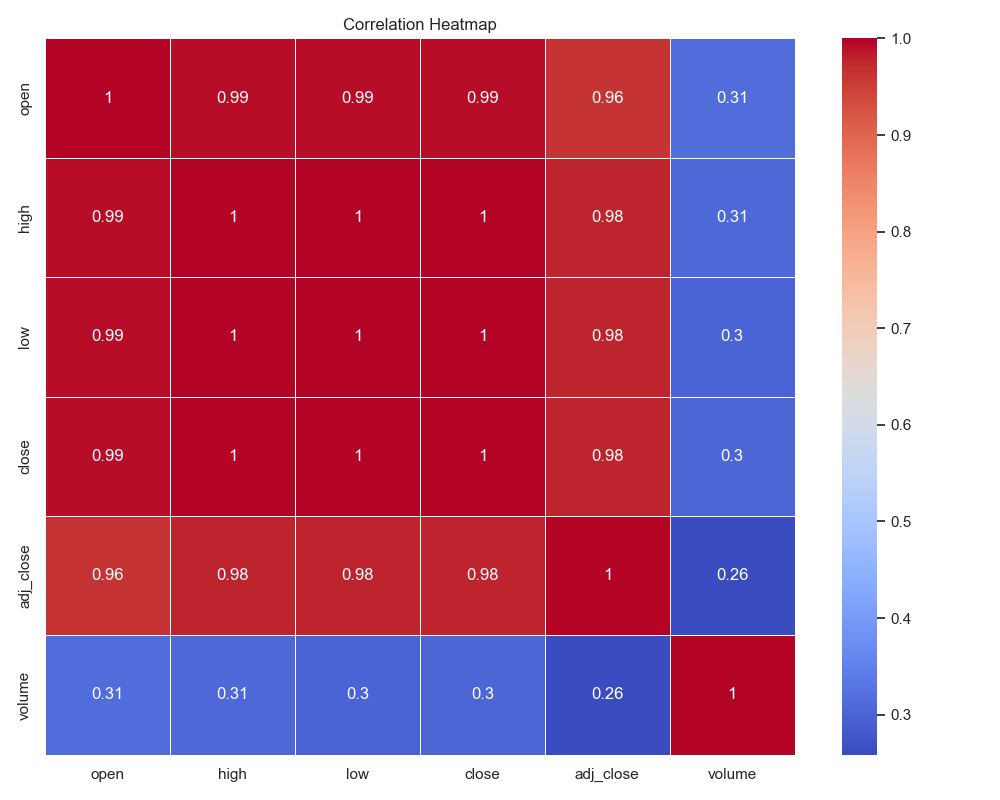 Correlation Heatmap
open 1 0.99 0.99 0.99 0.96 0.31
high 0.99 1 1 1 0.98 0.31
low 0.99 1 1 1 0.98 0.3
close 0.99 1 1 1 0.98 0.3
adj_close 0.96 0.98 0.98 0.98 1 0.26
volume 0.31 0.31 0.3 0.3 0.26 1
open high low close adj_close volume
1.0
0.9
0.8
0.7
0.6
0.5
0.4
0.3